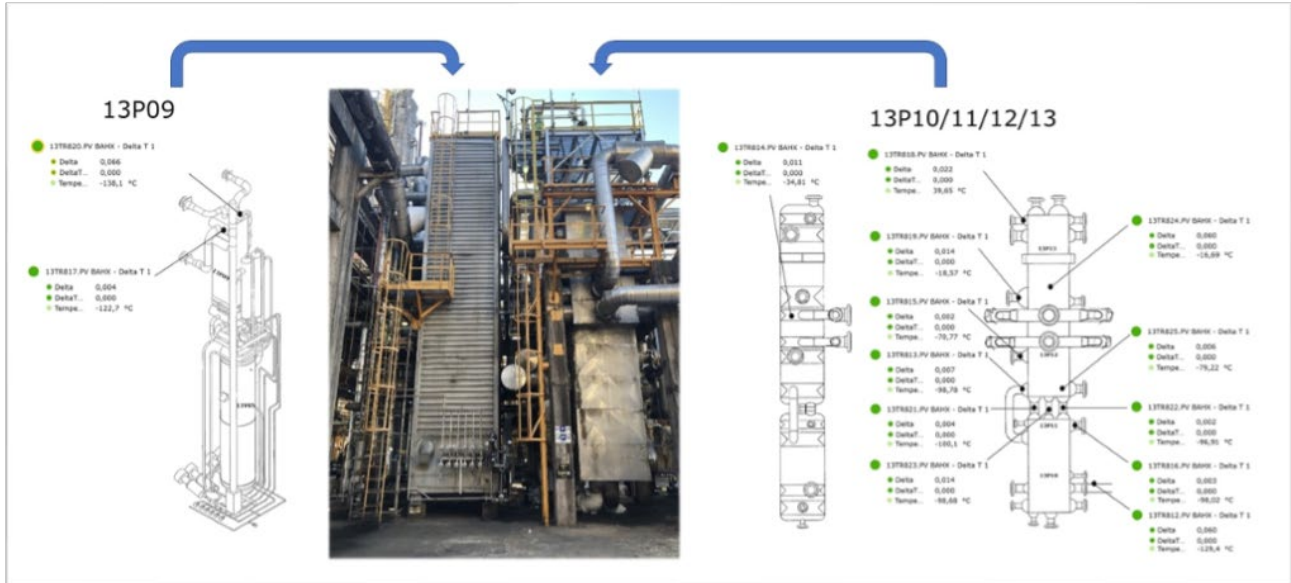 13P09
13TR820.PV BAHX - Delta T 1
Delta 0,066
DeltaT... 0,000
Tempe... -138,1 °C
13TR817.PV BAHX - Delta T 1
Delta 0,004
DeltaT... 0,000
Tempe... -122,7 °C
13P10/11/12/13
13TR814.PV BAHX - Delta T 1
Delta 0,011
DeltaT... 0,000
Tempe... -34,81 °C
13TR818.PV BAHX - Delta T 1
Delta 0,022
DeltaT... 0,000
Tempe... 39,65 °C
13TR819.PV BAHX - Delta T 1
Delta 0,014
DeltaT... 0,000
Tempe... -18,57 °C
13TR815.PV BAHX - Delta T 1
Delta 0,002
DeltaT... 0,000
Tempe... -78,77 °C
13TR813.PV BAHX - Delta T 1
Delta 0,007
DeltaT... 0,000
Tempe... -98,78 °C
13TR821.PV BAHX - Delta T 1
Delta 0,004
DeltaT... 0,000
Tempe... -100,1 °C
13TR823.PV BAHX - Delta T 1
Delta 0,014
DeltaT... 0,000
Tempe... -98,68 °C
13TR824.PV BAHX - Delta T 1
Delta 0,060
DeltaT... 0,000
Tempe... -16,69 °C
13TR825.PV BAHX - Delta T 1
Delta 0,006
DeltaT... 0,000
Tempe... -79,22 °C
13TR822.PV BAHX - Delta T 1
Delta 0,002
DeltaT... 0,000
Tempe... -96,91 °C
13TR816.PV BAHX - Delta T 1
Delta 0,003
DeltaT... 0,000
Tempe... -98,02 °C
13TR812.PV BAHX - Delta T 1
Delta 0,060
DeltaT... 0,000
Tempe... -129,4 °C